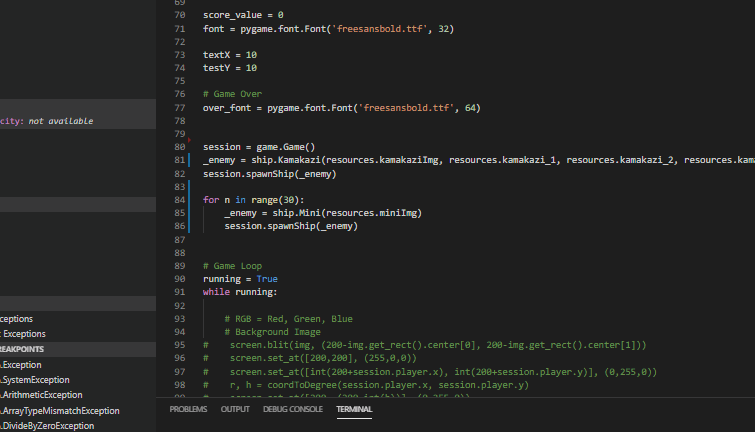 69
70 score_value = 0
71 font = pygame.font.Font('freesansbold.ttf', 32)
72
73 textX = 10
74 testY = 10
75
76 # Game Over
77 over_font = pygame.font.Font('freesansbold.ttf', 64)
78
79
80 session = game.Game()
81 _enemy = ship.Kamakazi(resources.kamakaziImg, resources.kamakazi_1, resources.kamakazi_2, resources.kama
82 session.spawnShip(_enemy)
83
84 for n in range(30):
85 _enemy = ship.Mini(resources.miniImg)
86 session.spawnShip(_enemy)
87
88
89 # Game Loop
90 running = True
91 while running:
92
93 # RGB = Red, Green, Blue
94 # Background Image
95 # screen.blit(img, (200-img.get_rect().center[0], 200-img.get_rect().center[1]))
96 # screen.set_at([200,200], (255,0,0))
97 # screen.set_at([int(200+session.player.x), int(200+session.player.y)], (0,255,0))
98 # r, h = coordToDegree(session.player.x, session.player.y)
city: not available
ceptions
Exceptions
REAKPOINTS
.Exception
.SystemException
.ArithmeticException
.ArrayTypeMismatchException
.DivideByZeroException
PROBLEMS OUTPUT DEBUG CONSOLE TERMINAL